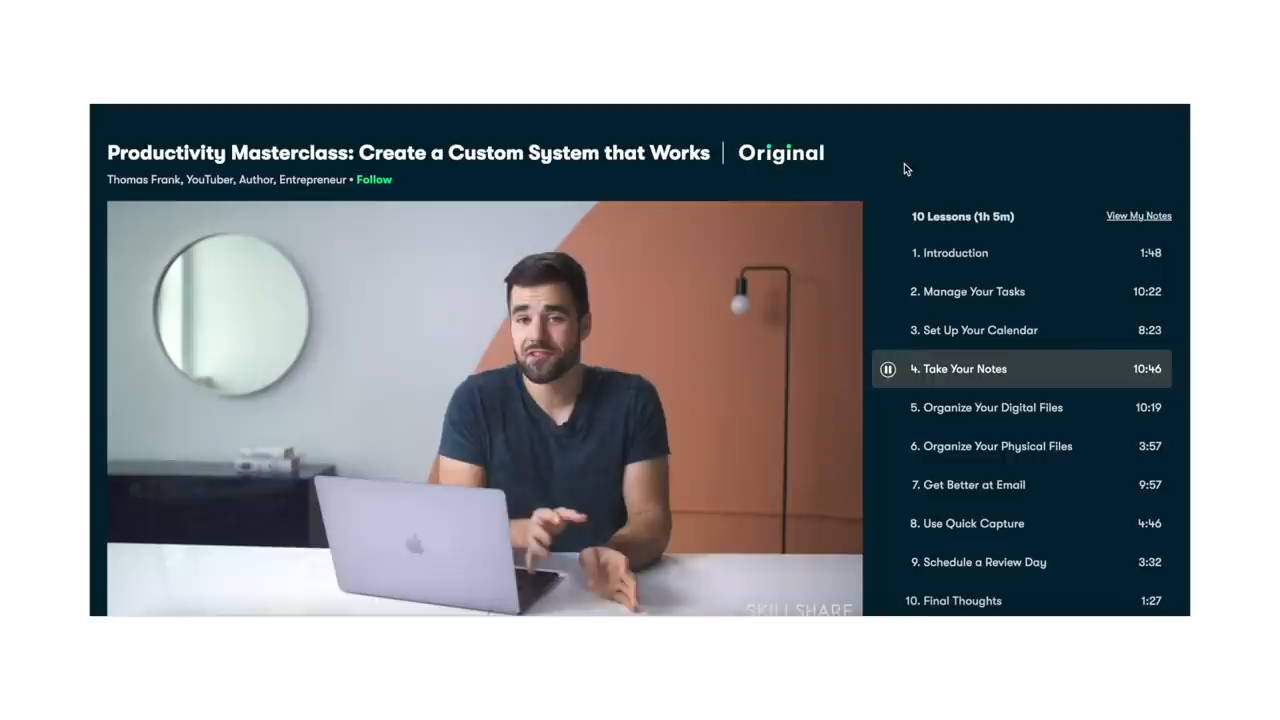 Productivity Masterclass: Create a Custom System that Works | Original
Thomas Frank, YouTuber, Author, Entrepreneur • Follow
10 Lessons (1h 5m) View My Notes
1. Introduction 1:48
2. Manage Your Tasks 10:22
3. Set Up Your Calendar 8:23
4. Take Your Notes 10:46
5. Organize Your Digital Files 10:19
6. Organize Your Physical Files 3:57
7. Get Better at Email 9:57
8. Use Quick Capture 4:46
9. Schedule a Review Day 3:32
10. Final Thoughts 1:27
SKILLSHARE